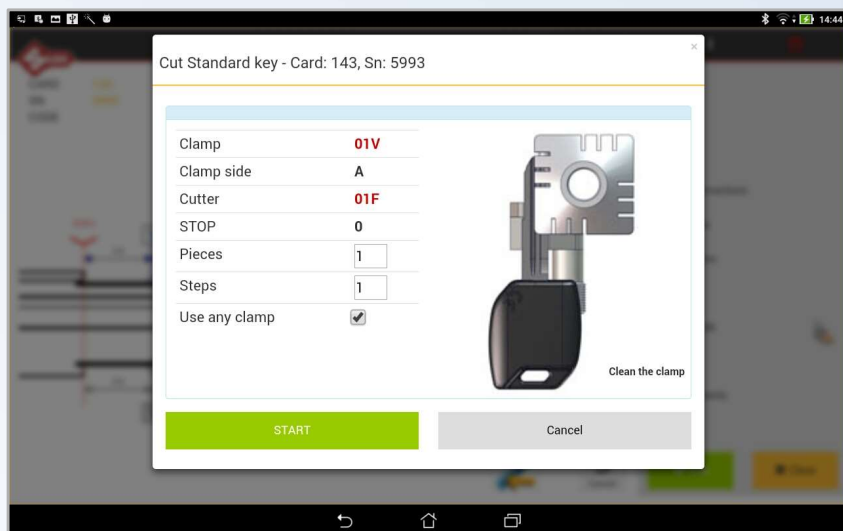 14:44
Cut Standard key - Card: 143, Sn: 5993
×
Clamp 01V
Clamp side A
Cutter 01F
STOP 0
Pieces 1
Steps 1
Use any clamp
Clean the clamp
START Cancel